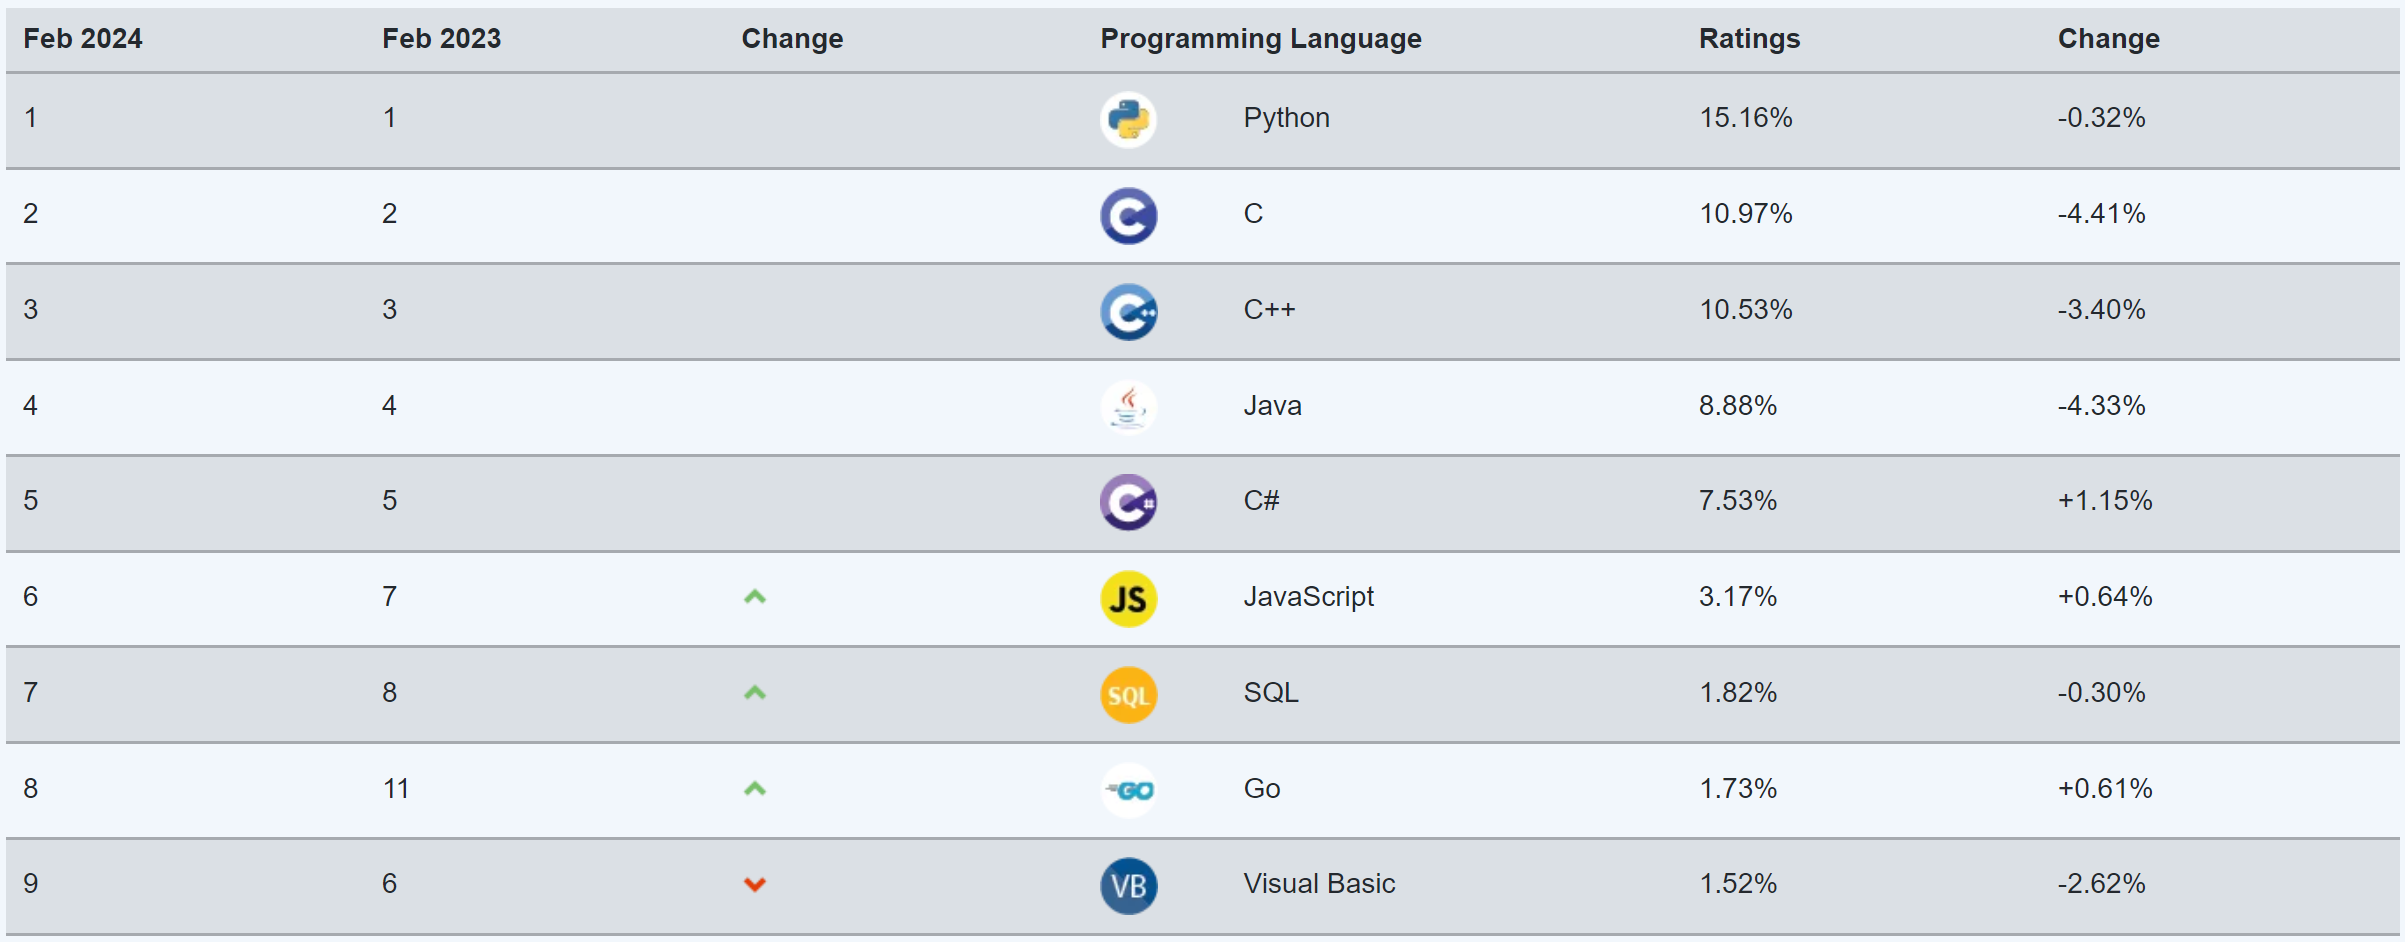 Feb 2024 Feb 2023 Change Programming Language Ratings Change
1 1 Python 15.16% -0.32%
2 2 C C 10.97% -4.41%
3 3 C++ C++ 10.53% -3.40%
4 4 Java 8.88% -4.33%
5 5 C# C# 7.53% +1.15%
6 7 JS JavaScript 3.17% +0.64%
7 8 SQL SQL 1.82% -0.30%
8 11 GO Go 1.73% +0.61%
9 6 VB Visual Basic 1.52% -2.62%